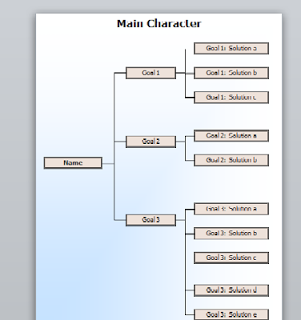 Main Character
Goal 1: Solution a
Goal 1
Goal 1: Solution b
Goal 1: Solution c
Goal 2: Solution a
Goal 2
Goal 2: Solution b
Name
Goal 3: Solution a
Goal 3
Goal 3: Solution b
Goal 3: Solution c
Goal 3: Solution d
Goal 3: Solution e